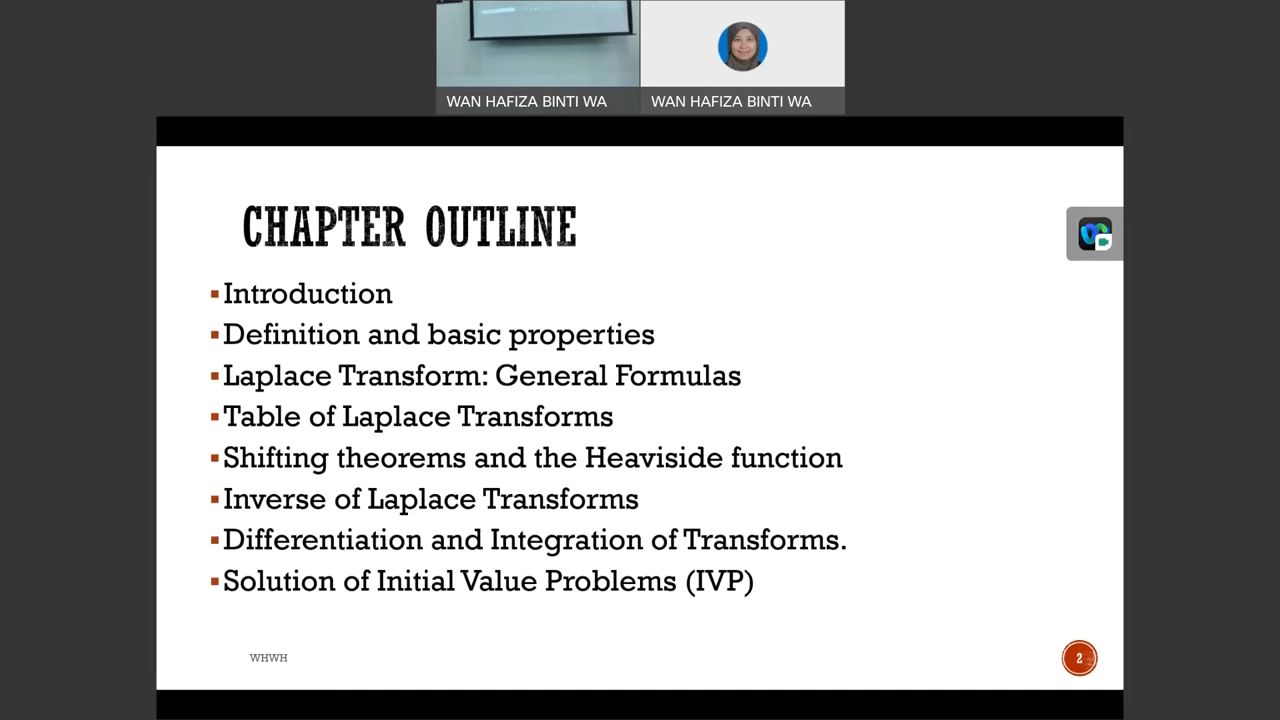 WAN HAFIZA BINTI WA
WAN HAFIZA BINTI WA
CHAPTER OUTLINE
▪Introduction
▪Definition and basic properties
▪Laplace Transform: General Formulas
▪Table of Laplace Transforms
▪Shifting theorems and the Heaviside function
▪Inverse of Laplace Transforms
▪Differentiation and Integration of Transforms.
▪Solution of Initial Value Problems (IVP)
WHWH
2